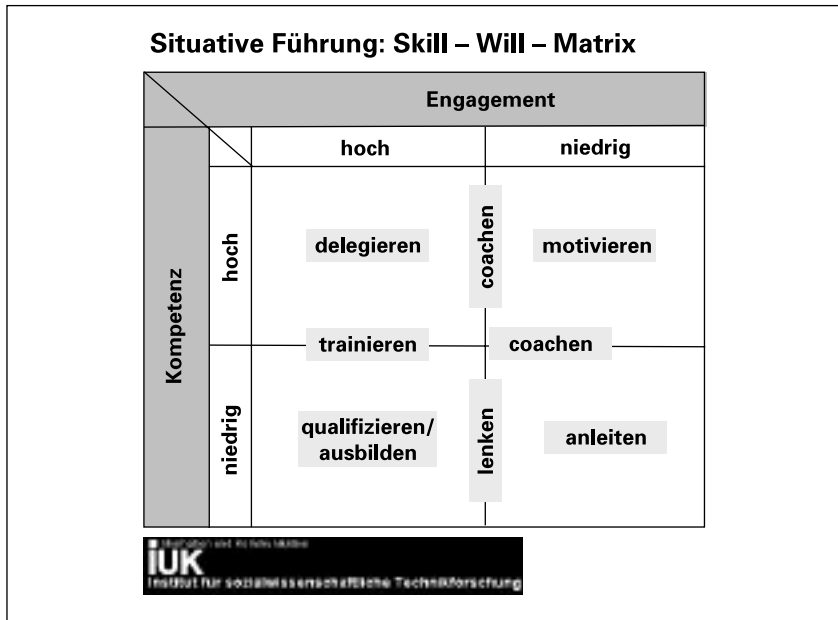 Situative Führung: Skill – Will – Matrix
Engagement
hoch
niedrig
Kompetenz
hoch
delegieren
coachen
motivieren
trainieren
coachen
niedrig
qualifizieren/
ausbilden
lenken
anleiten
iUK
Institut für sozialwissenschaftliche Technikforschung